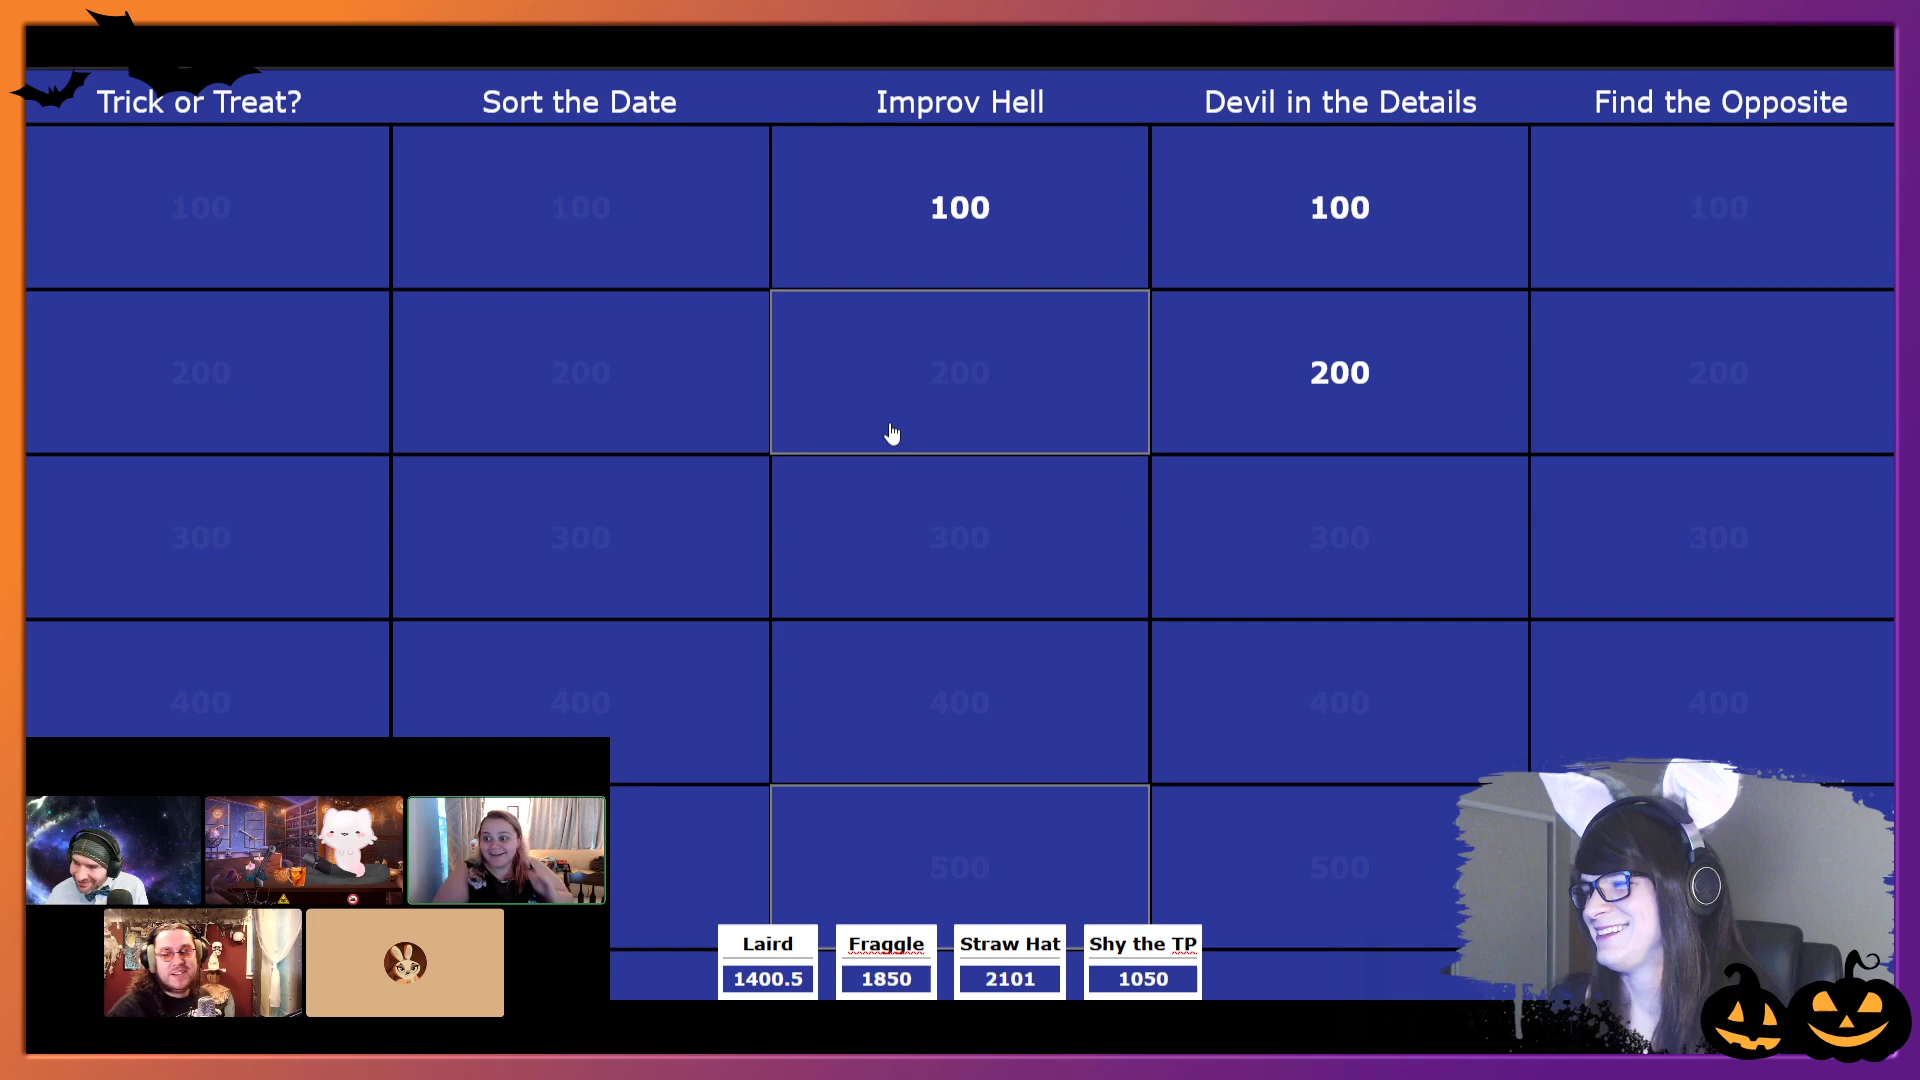 Trick or Treat? Sort the Date Improv Hell Devil in the Details Find the Opposite
100 100 100 100 100
200 200 200 200 200
300 300 300 300 300
400 400 400 400 400
500 500
Laird Fraggle Straw Hat Shy the TP
1400.5 1850 2101 1050